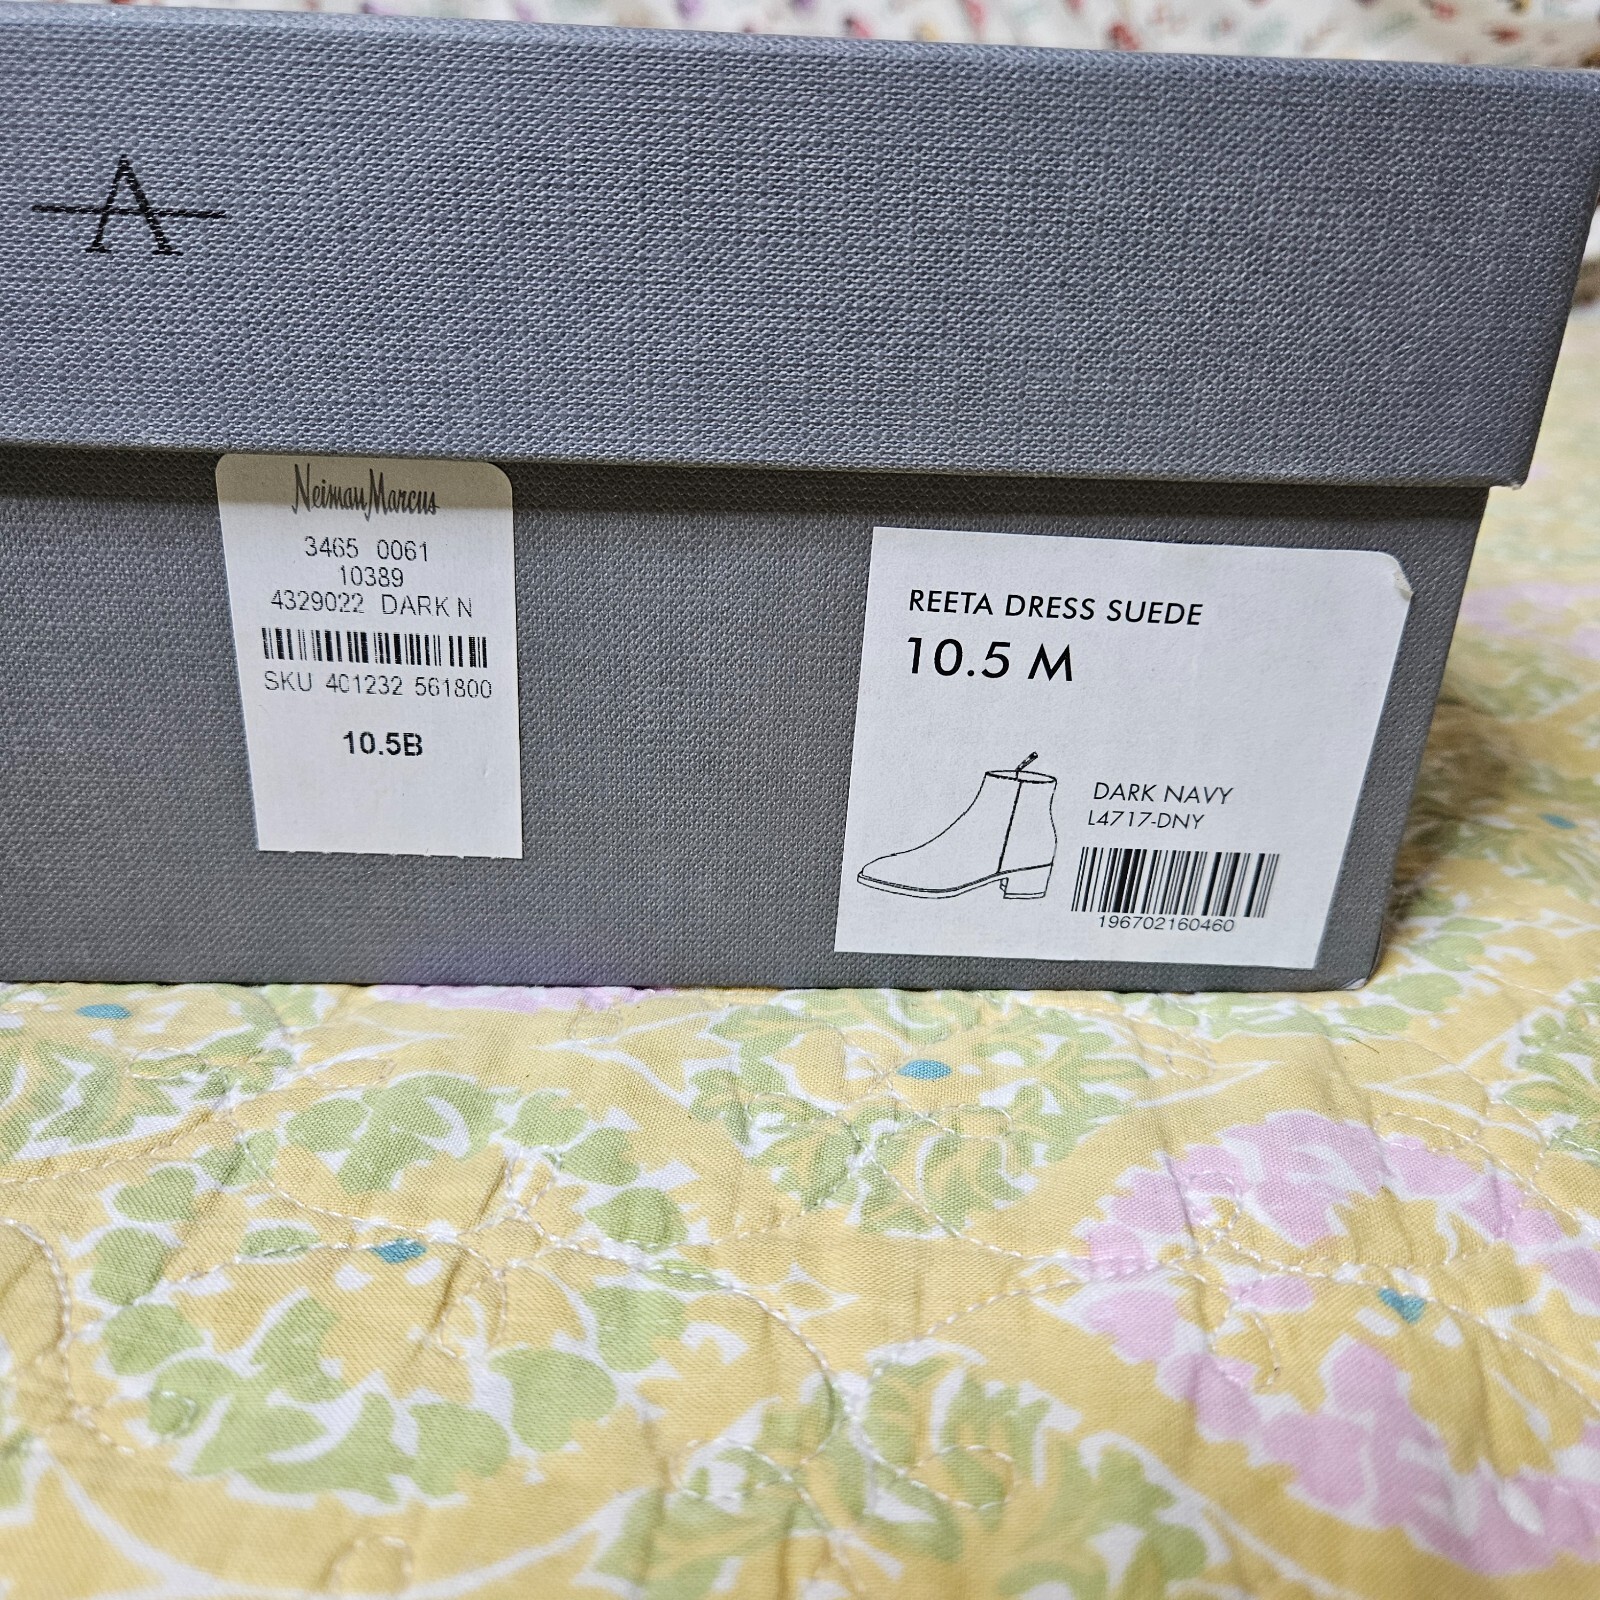 A
Neiman Marcus
3465 0061
10389
4329022 DARK N
SKU 401232 561800
10.5B
REETA DRESS SUEDE
10.5 M
DARK NAVY
L4717-DNY
196702160460